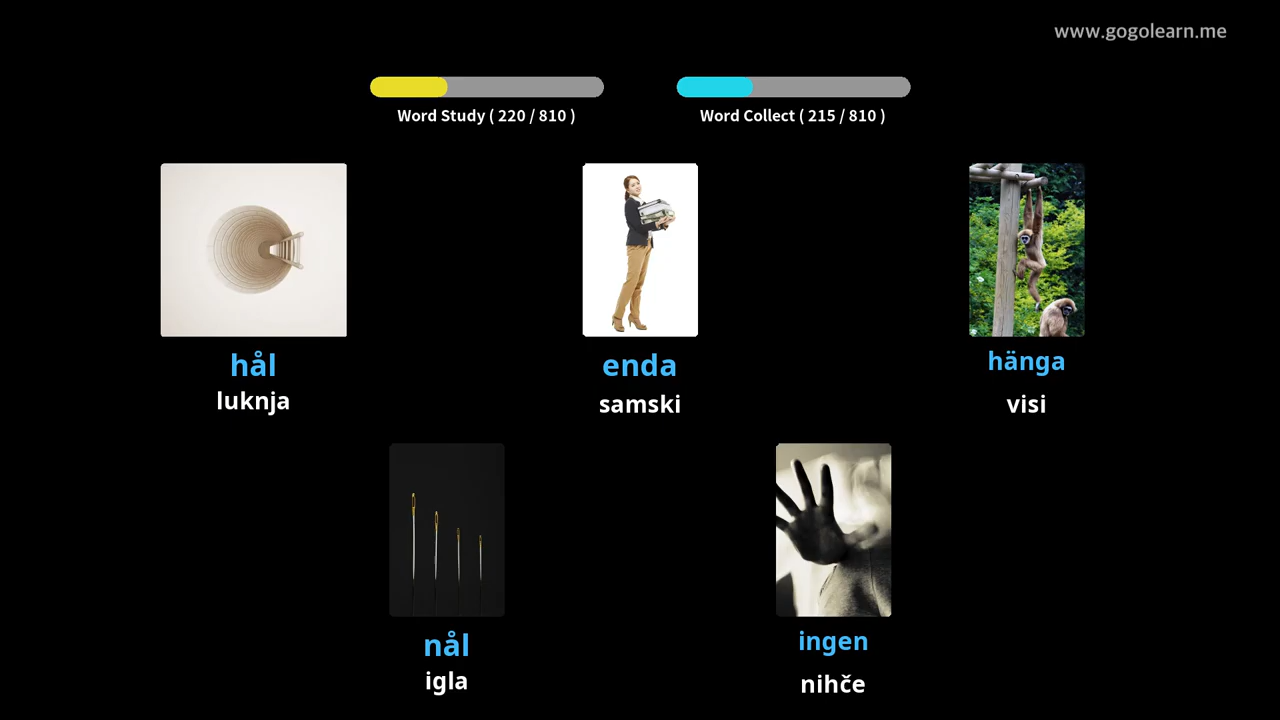 www.gogolearn.me
Word Study ( 220 / 810 )
Word Collect ( 215 / 810 )
hål
luknja
enda
samski
hänga
visi
nål
igla
ingen
nihče